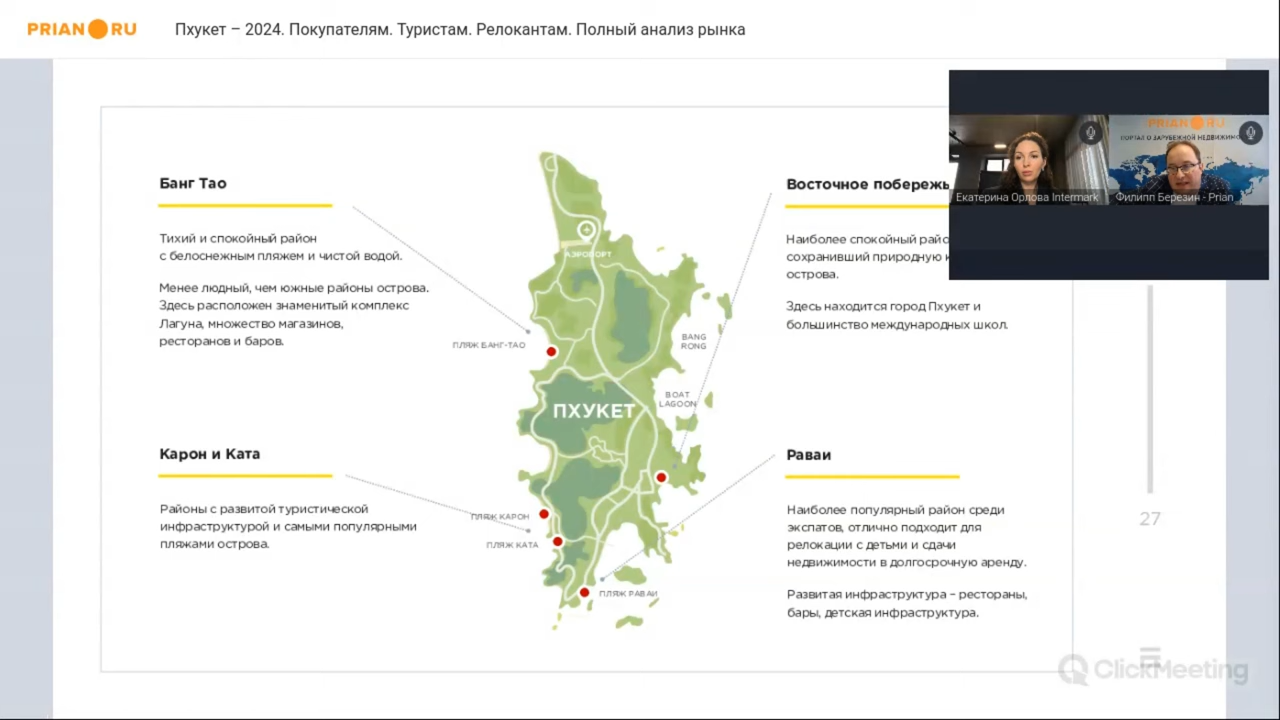 PRIAN RU
Пхукет – 2024. Покупателям. Туристам. Релокантам. Полный анализ рынка
PRIAN RU
ПОРТАЛ О ЗАРУБЕЖНОЙ
Екатерина Орлова Intermark
Филипп Березин - Prian
Банг Тао
Тихий и спокойный район
с белоснежным пляжем и чистой водой.
Менее людный, чем южные районы острова.
Здесь расположен знаменитый комплекс
Лагуна, множество магазинов,
ресторанов и баров.
Восточное
Наиболее спокойный
сохранивший природную
острова.
Здесь находится город Пхукет и
большинство международных школ.
АЭРОПОРТ
ПЛЯЖ БАНГ-ТАО
BANG
RONG
BOAT
LAGOON
ПХУКЕТ
Карон и Ката
Районы с развитой туристической
инфраструктурой и самыми популярными
пляжами острова.
ПЛЯЖ КАРОН
ПЛЯЖ КАТА
ПЛЯЖ РАВАИ
Раваи
Наиболее популярный район среди
экспатов, отлично подходит для
релокации с детьми и сдачи
недвижимости в долгосрочную аренду.
Развитая инфраструктура – рестораны,
бары, детская инфраструктура.
27
ClickMeeting